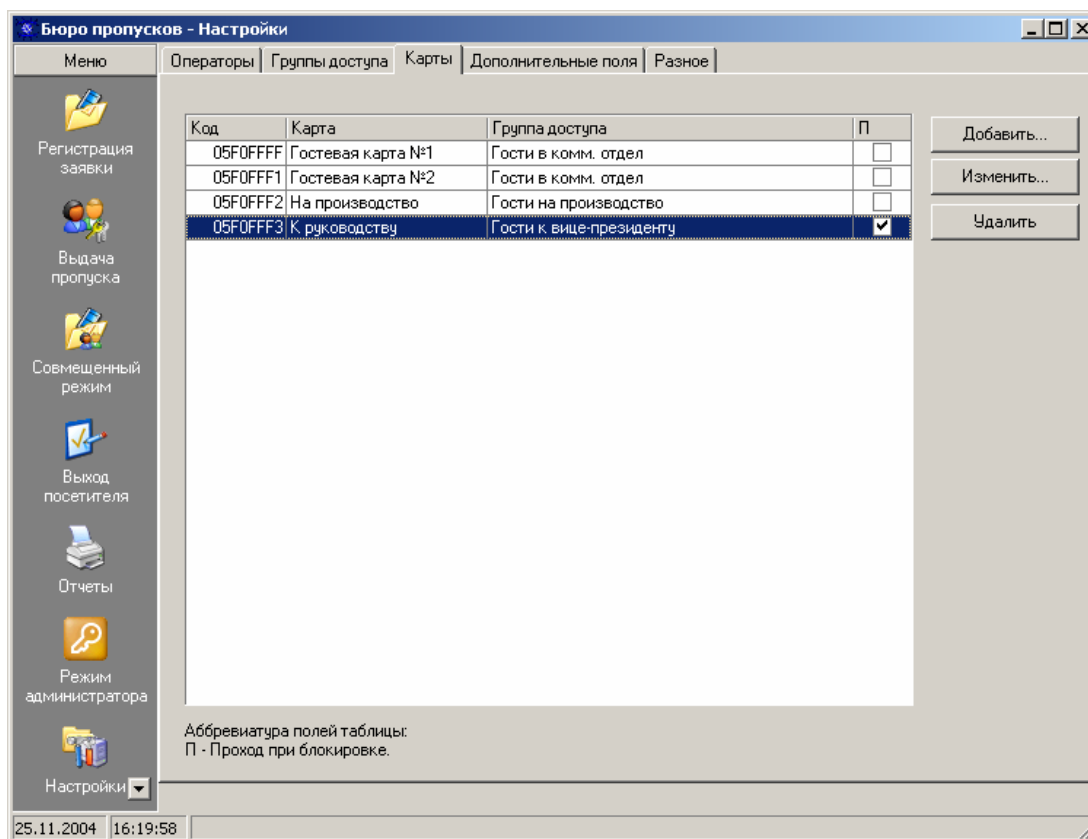 Бюро пропусков - Настройки
Меню
Операторы Группы доступа Карты Дополнительные поля Разное
Регистрация
заявки
Выдача
пропуска
Совмещенный
режим
Выход
посетителя
Отчеты
Режим
администратора
Настройки
Код Карта Группа доступа П
05F0FFFF Гостевая карта №1 Гости в комм. отдел
05F0FFF1 Гостевая карта №2 Гости в комм. отдел
05F0FFF2 На производство Гости на производство
05F0FFF3 К руководству Гости к вице-президенту
Добавить...
Изменить...
Удалить
Аббревиатура полей таблицы:
П - Проход при блокировке.
25.11.2004 16:19:58